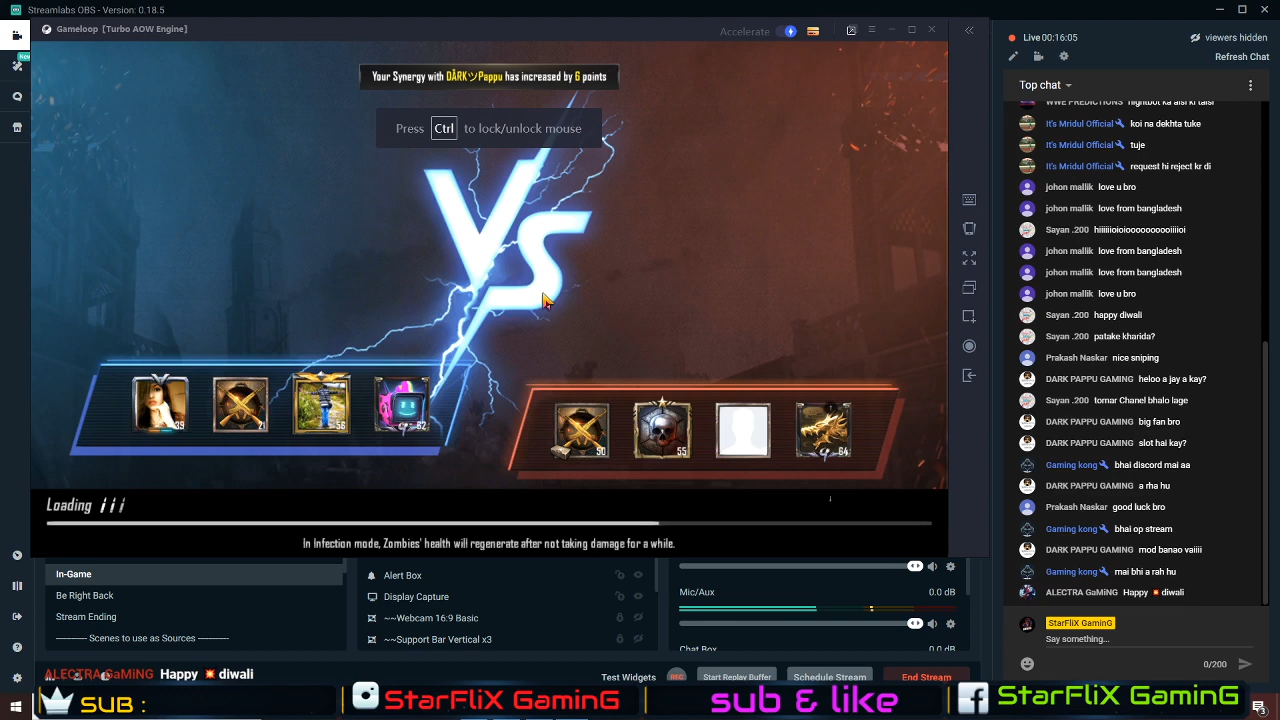 Streamlabs OBS - Version: 0.18.5
Gameloop [Turbo AOW Engine]
Accelerate
Your Synergy with DÂRKツPappu has increased by 6 points
Press Ctrl to lock/unlock mouse
VS
39
21
56
62
50
55
64
Loading
In Infection mode, Zombies' health will regenerate after not taking damage for a while.
Live 00:16:05
viewers hidden
Refresh Chat
Top chat
WWE PREDICTIONS nightbot ka aisi ki taisi
It's Mridul Official koi na dekhta tuke
It's Mridul Official tuje
It's Mridul Official request hi reject kr di
johon mallik love u bro
johon mallik love from bangladesh
Sayan .200 hiiiiiioioioooooooooiiiiioi
johon mallik love from bangladesh
johon mallik love from bangladesh
johon mallik love u bro
Sayan .200 happy diwali
Sayan .200 patake kharida?
Prakash Naskar nice sniping
DARK PAPPU GAMING heloo a jay a kay?
Sayan .200 tomar Chanel bhalo lage
DARK PAPPU GAMING big fan bro
DARK PAPPU GAMING slot hai kay?
Gaming kong bhai discord mai aa
DARK PAPPU GAMING a rha hu
Prakash Naskar good luck bro
Gaming kong bhai op stream
DARK PAPPU GAMING mod banao vaiiii
Gaming kong mai bhi a rah hu
ALECTRA GaMiNG Happy 💥 diwali
StarFliX GaminG
Say something...
0/200
New
In-Game
Be Right Back
Stream Ending
------------- Scenes to use as Sources -------------
Alert Box
Display Capture
~~Webcam 16:9 Basic
~~Support Bar Vertical x3
Mic/Aux
0.0 dB
Chat Box
0.0 dB
ALECTRA GaMiNG Happy 💥 diwali
Test Widgets
REC
Start Replay Buffer
Schedule Stream
End Stream
SUB :
StarFliX GaminG
sub & like
StarFliX GaminG